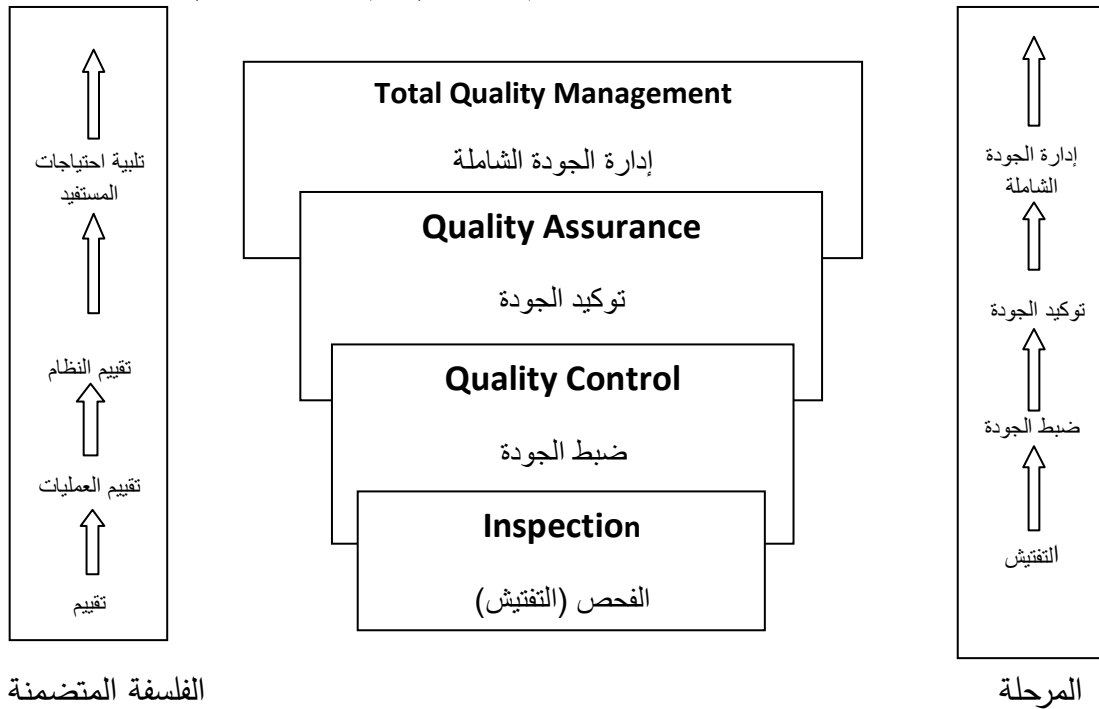 إدارة الجودة
الشاملة
توكيد الجودة
ضبط الجودة
التفتيش
المرحلة
Total Quality Management
إدارة الجودة الشاملة
Quality Assurance
توكيد الجودة
Quality Control
ضبط الجودة
Inspection
الفحص (التفتيش)
تلبية احتياجات
المستفيد
تقييم النظام
تقييم العمليات
تقييم
الفلسفة المتضمنة